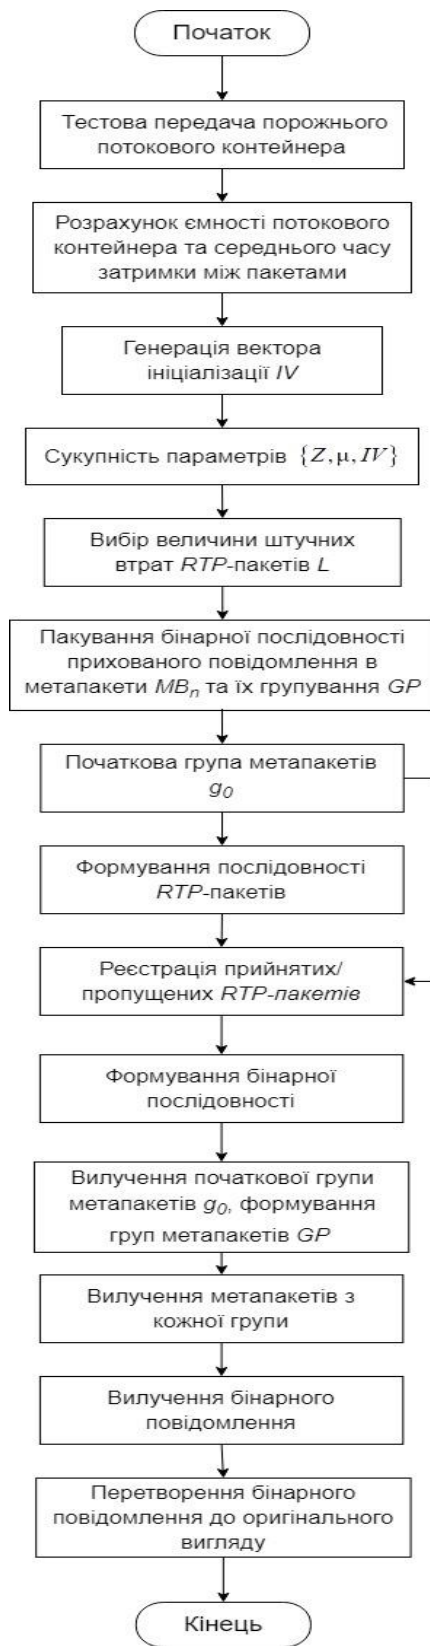 Початок
Тестова передача порожнього
потокового контейнера
Розрахунок ємності потокового
контейнера та середнього часу
затримки між пакетами
Генерація вектора
ініціалізації IV
Сукупність параметрів {Z, μ, IV}
Вибір величини штучних
втрат RTP-пакетів L
Пакування бінарної послідовності
прихованого повідомлення в
метапакети MBn та їх групування GP
Початкова група метапакетів
g0
Формування послідовності
RTP-пакетів
Реєстрація прийнятих/
пропущених RTP-пакетів
Формування бінарної
послідовності
Вилучення початкової групи
метапакетів g0, формування
груп метапакетів GP
Вилучення метапакетів з
кожної групи
Вилучення бінарного
повідомлення
Перетворення бінарного
повідомлення до оригінального
вигляду
Кінець